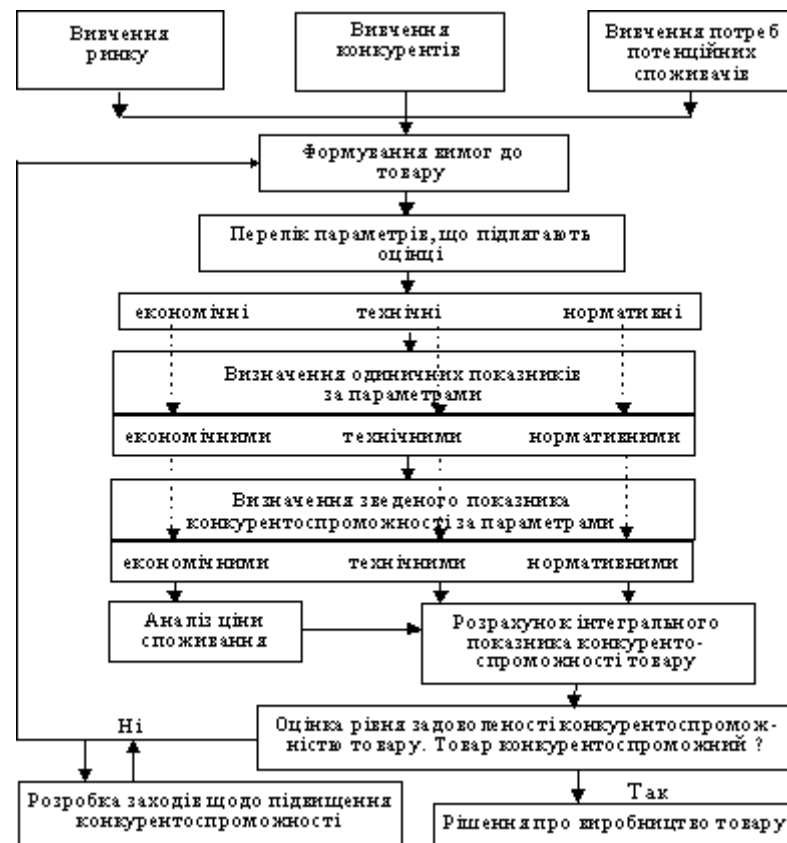 Вивчення
ринку
Вивчення
конкурентів
Вивчення потреб
потенційних
споживачів
Формування вимог до
товару
Перелік параметрів, що підлягають
оцінці
економічні технічні нормативні
Визначення одиничних показників
за параметрами
економічними технічними нормативними
Визначення зведеного показника
конкурентоспроможності за параметрами
економічними технічними нормативними
Аналіз ціни
споживання
Розрахунок інтегрального
показника конкуренто-
спроможності товару
Ні
Оцінка рівня задоволеності конкурентоспромож-
ністю товару. Товар конкурентоспроможний ?
Так
Розробка заходів щодо підвищення
конкурентоспроможності
Рішення про виробництво товару